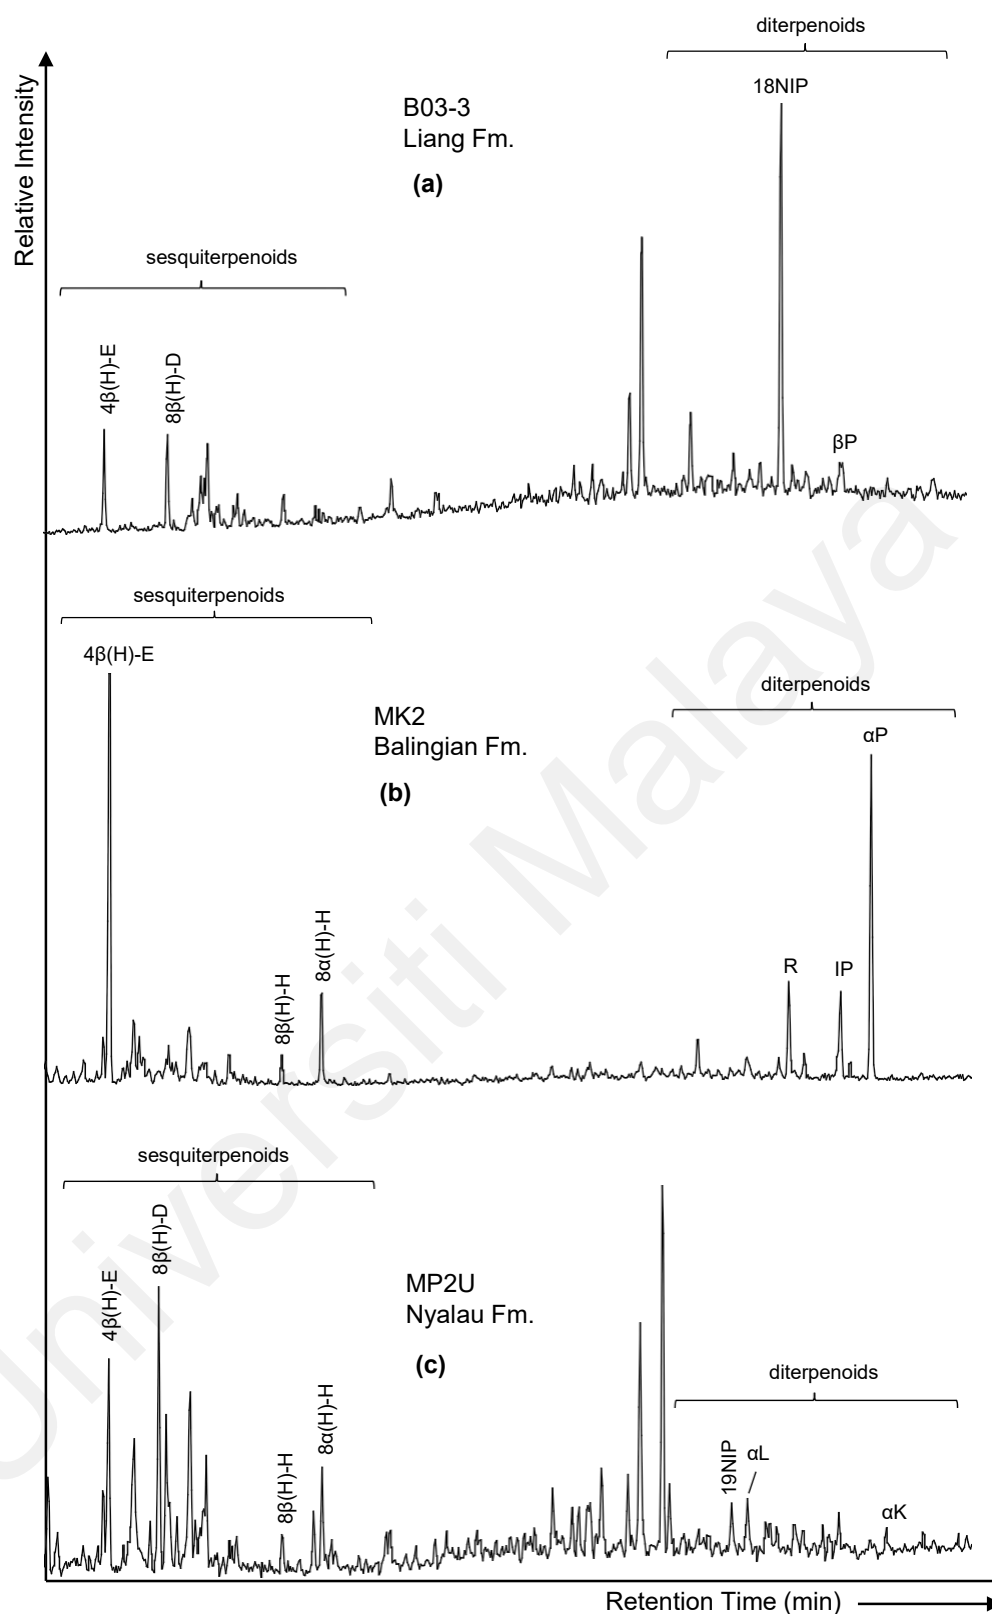 diterpenoids
18NIP
B03-3
Liang Fm.
(a)
Relative Intensity
sesquiterpenoids
4β(H)-E
8β(H)-D
βP
sesquiterpenoids
4β(H)-E
diterpenoids
MK2
Balingian Fm.
(b)
αP
8β(H)-H
8α(H)-H
R
IP
sesquiterpenoids
4β(H)-E
8β(H)-D
MP2U
Nyalau Fm.
(c)
diterpenoids
8β(H)-H
8α(H)-H
19NIP
αL
αK
Retention Time (min)
Universiti Malaya